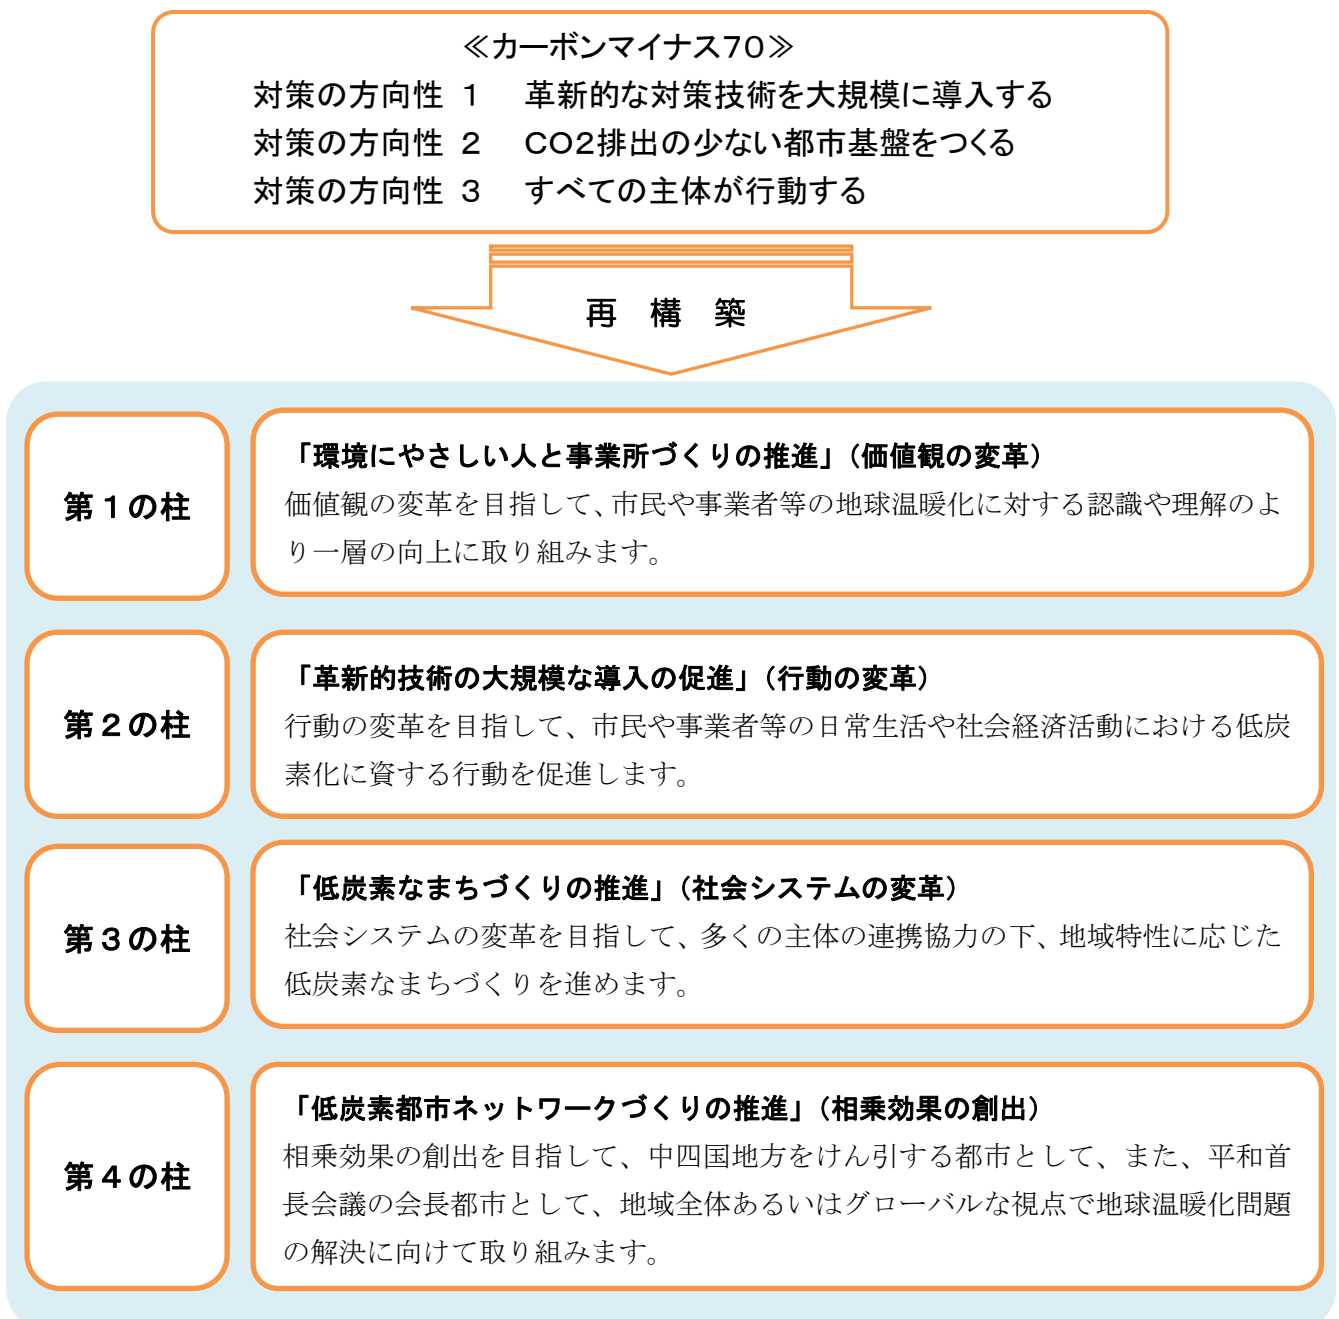 ≪カーボンマイナス７０≫
対策の方向性 １　革新的な対策技術を大規模に導入する
対策の方向性 ２　ＣＯ２排出の少ない都市基盤をつくる
対策の方向性 ３　すべての主体が行動する
再　構　築
第１の柱
「環境にやさしい人と事業所づくりの推進」（価値観の変革）
価値観の変革を目指して、市民や事業者等の地球温暖化に対する認識や理解のよ
り一層の向上に取り組みます。
第２の柱
「革新的技術の大規模な導入の促進」（行動の変革）
行動の変革を目指して、市民や事業者等の日常生活や社会経済活動における低炭
素化に資する行動を促進します。
第３の柱
「低炭素なまちづくりの推進」（社会システムの変革）
社会システムの変革を目指して、多くの主体の連携協力の下、地域特性に応じた
低炭素なまちづくりを進めます。
第４の柱
「低炭素都市ネットワークづくりの推進」（相乗効果の創出）
相乗効果の創出を目指して、中四国地方をけん引する都市として、また、平和首
長会議の会長都市として、地域全体あるいはグローバルな視点で地球温暖化問題
の解決に向けて取り組みます。